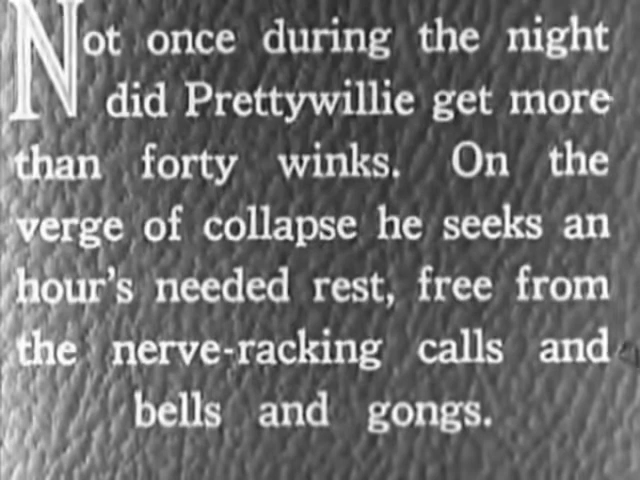 Not once during the night
did Prettywillie get more
than forty winks. On the
verge of collapse he seeks an
hour's needed rest, free from
the nerve-racking calls and
bells and gongs.